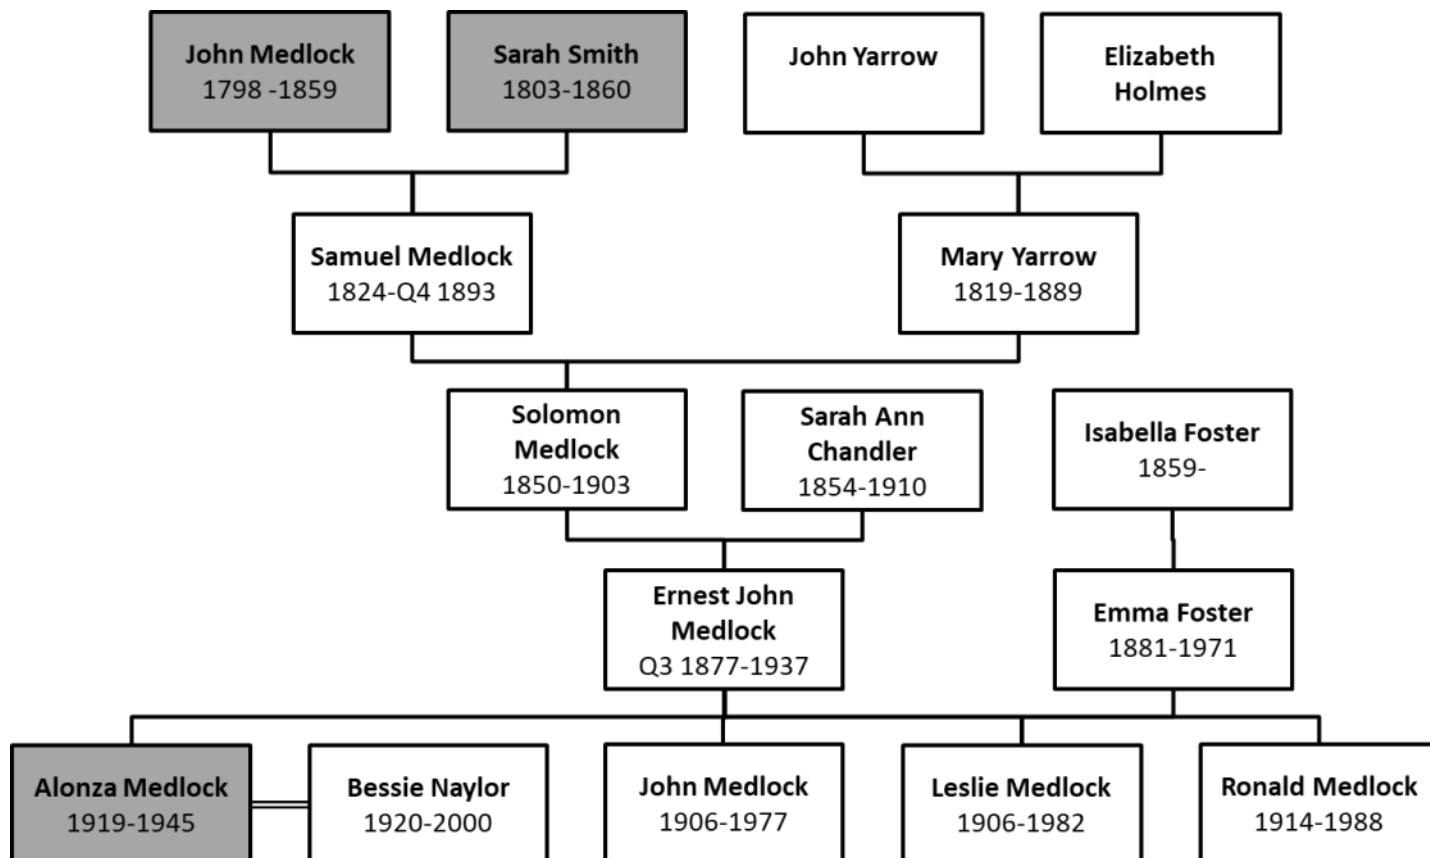 John Medlock
1798 -1859
Sarah Smith
1803-1860
John Yarrow
Elizabeth
Holmes
Samuel Medlock
1824-Q4 1893
Mary Yarrow
1819-1889
Solomon
Medlock
1850-1903
Sarah Ann
Chandler
1854-1910
Isabella Foster
1859-
Ernest John
Medlock
Q3 1877-1937
Emma Foster
1881-1971
Alonza Medlock
1919-1945
Bessie Naylor
1920-2000
John Medlock
1906-1977
Leslie Medlock
1906-1982
Ronald Medlock
1914-1988